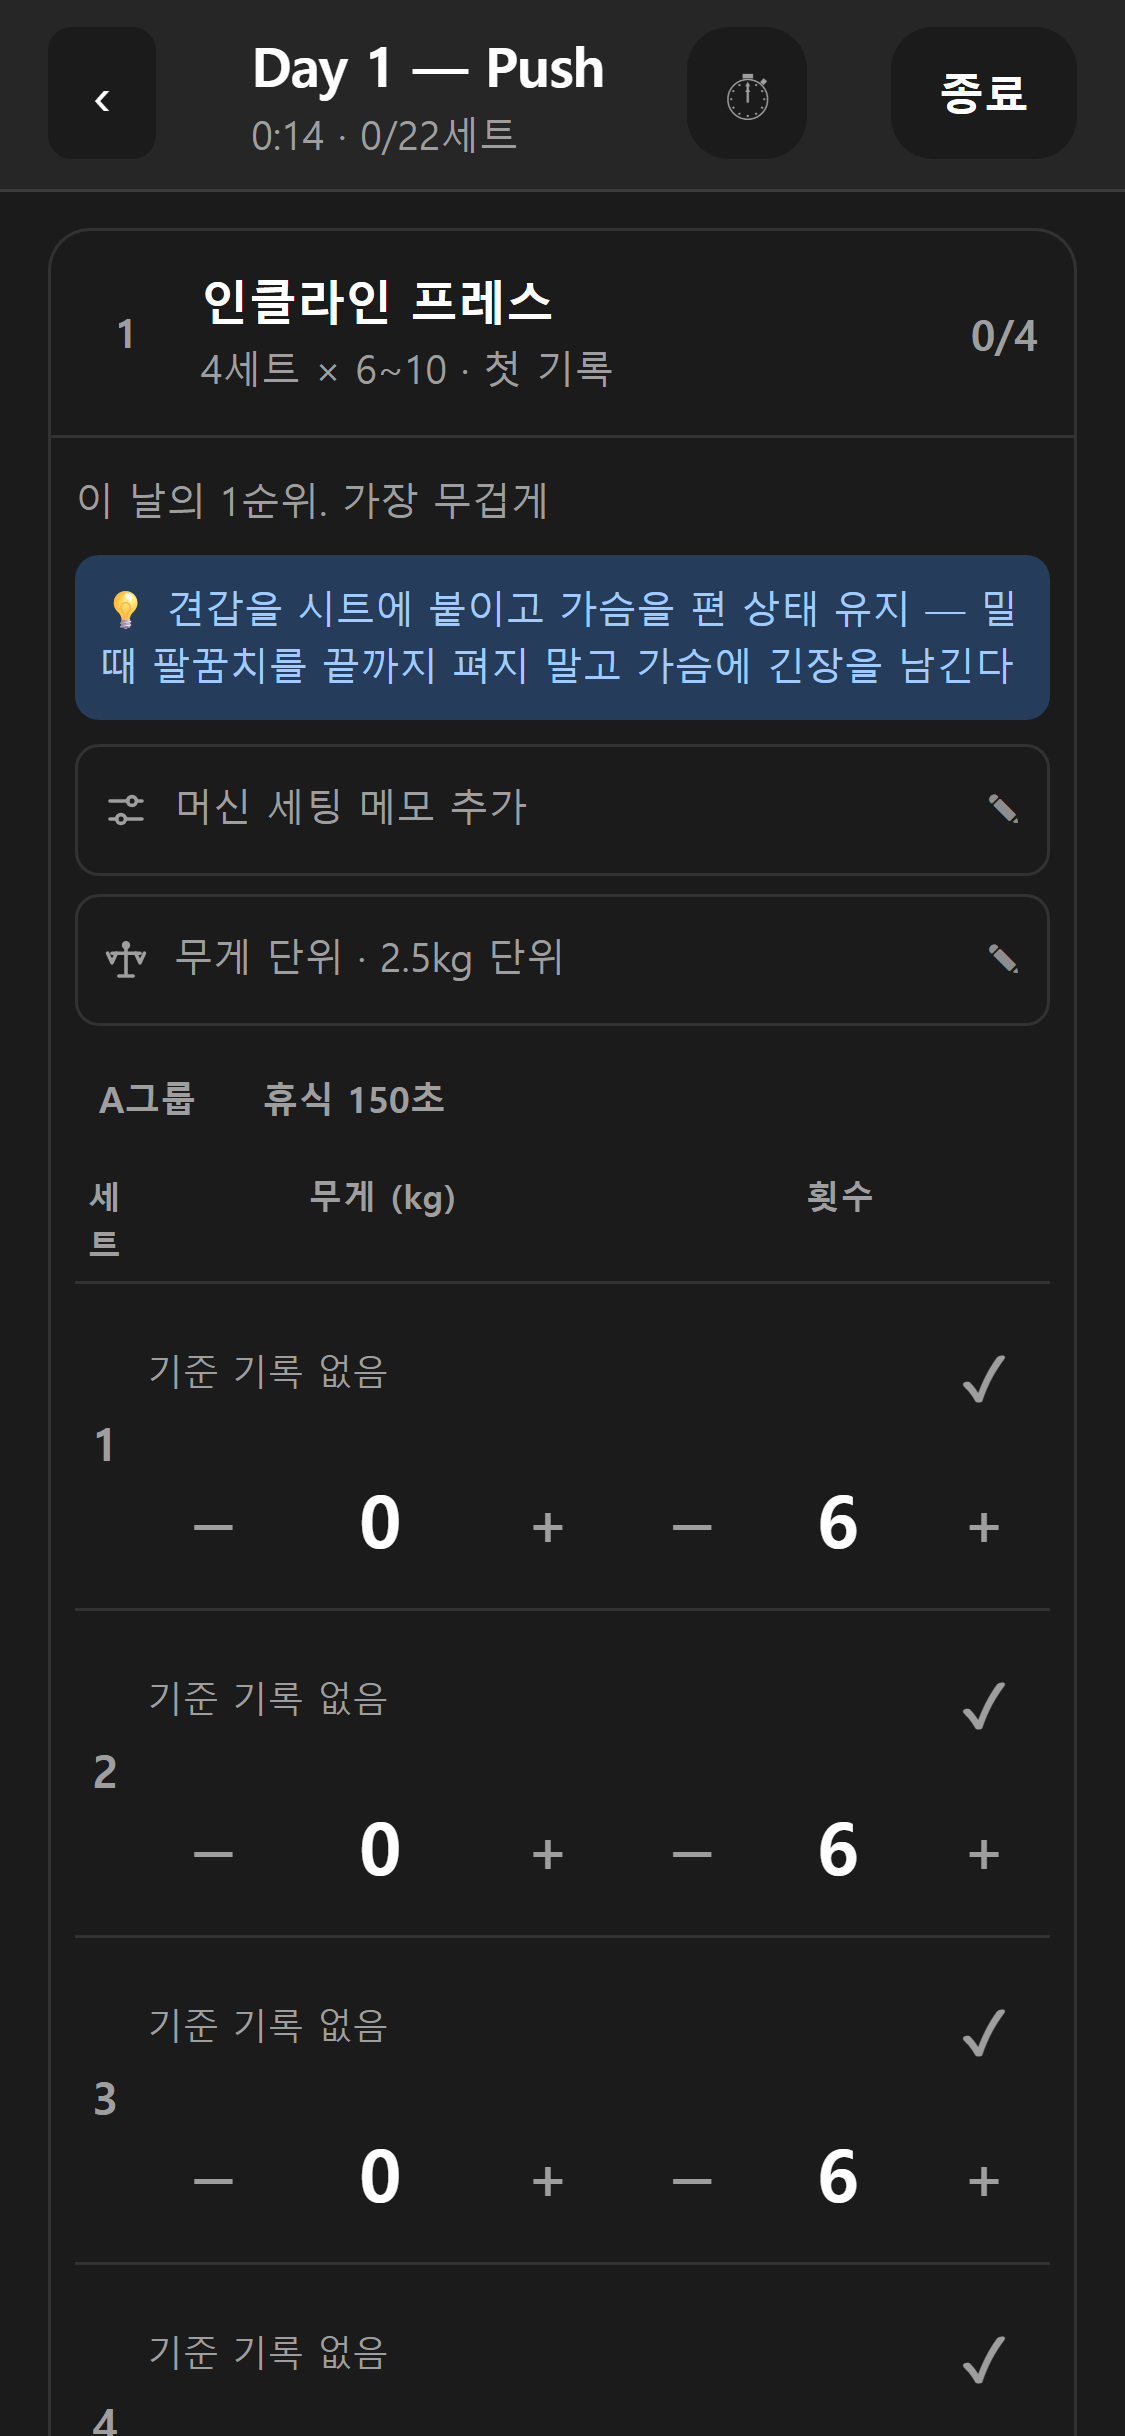 ‹
Day 1 — Push
0:14 · 0/22세트
종료
1
인클라인 프레스
4세트 × 6~10 · 첫 기록
0/4
이 날의 1순위. 가장 무겁게
💡 견갑을 시트에 붙이고 가슴을 편 상태 유지 — 밀
때 팔꿈치를 끝까지 펴지 말고 가슴에 긴장을 남긴다
머신 세팅 메모 추가
무게 단위 · 2.5kg 단위
A그룹 휴식 150초
세트 무게 (kg) 횟수
기준 기록 없음 ✓
1
— 0 + — 6 +
기준 기록 없음 ✓
2
— 0 + — 6 +
기준 기록 없음 ✓
3
— 0 + — 6 +
기준 기록 없음 ✓
4